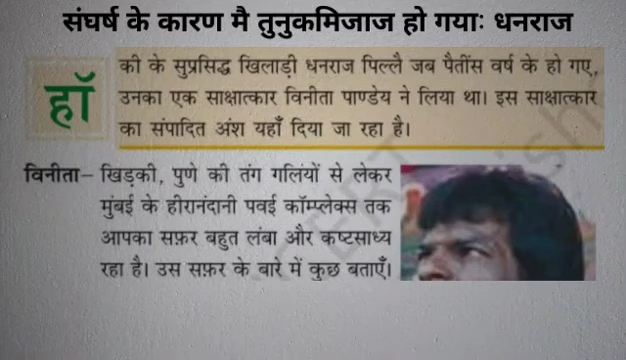 संघर्ष के कारण मै तुनुकमिजाज हो गयाः धनराज
हॉ
की के सुप्रसिद्ध खिलाड़ी धनराज पिल्लै जब पैंतीस वर्ष के हो गए,
उनका एक साक्षात्कार विनीता पाण्डेय ने लिया था। इस साक्षात्कार
का संपादित अंश यहाँ दिया जा रहा है।
विनीता– खिड़की, पुणे की तंग गलियों से लेकर
मुंबई के हीरानंदानी पवई कॉम्प्लेक्स तक
आपका सफ़र बहुत लंबा और कष्टसाध्य
रहा है। उस सफ़र के बारे में कुछ बताएँ।